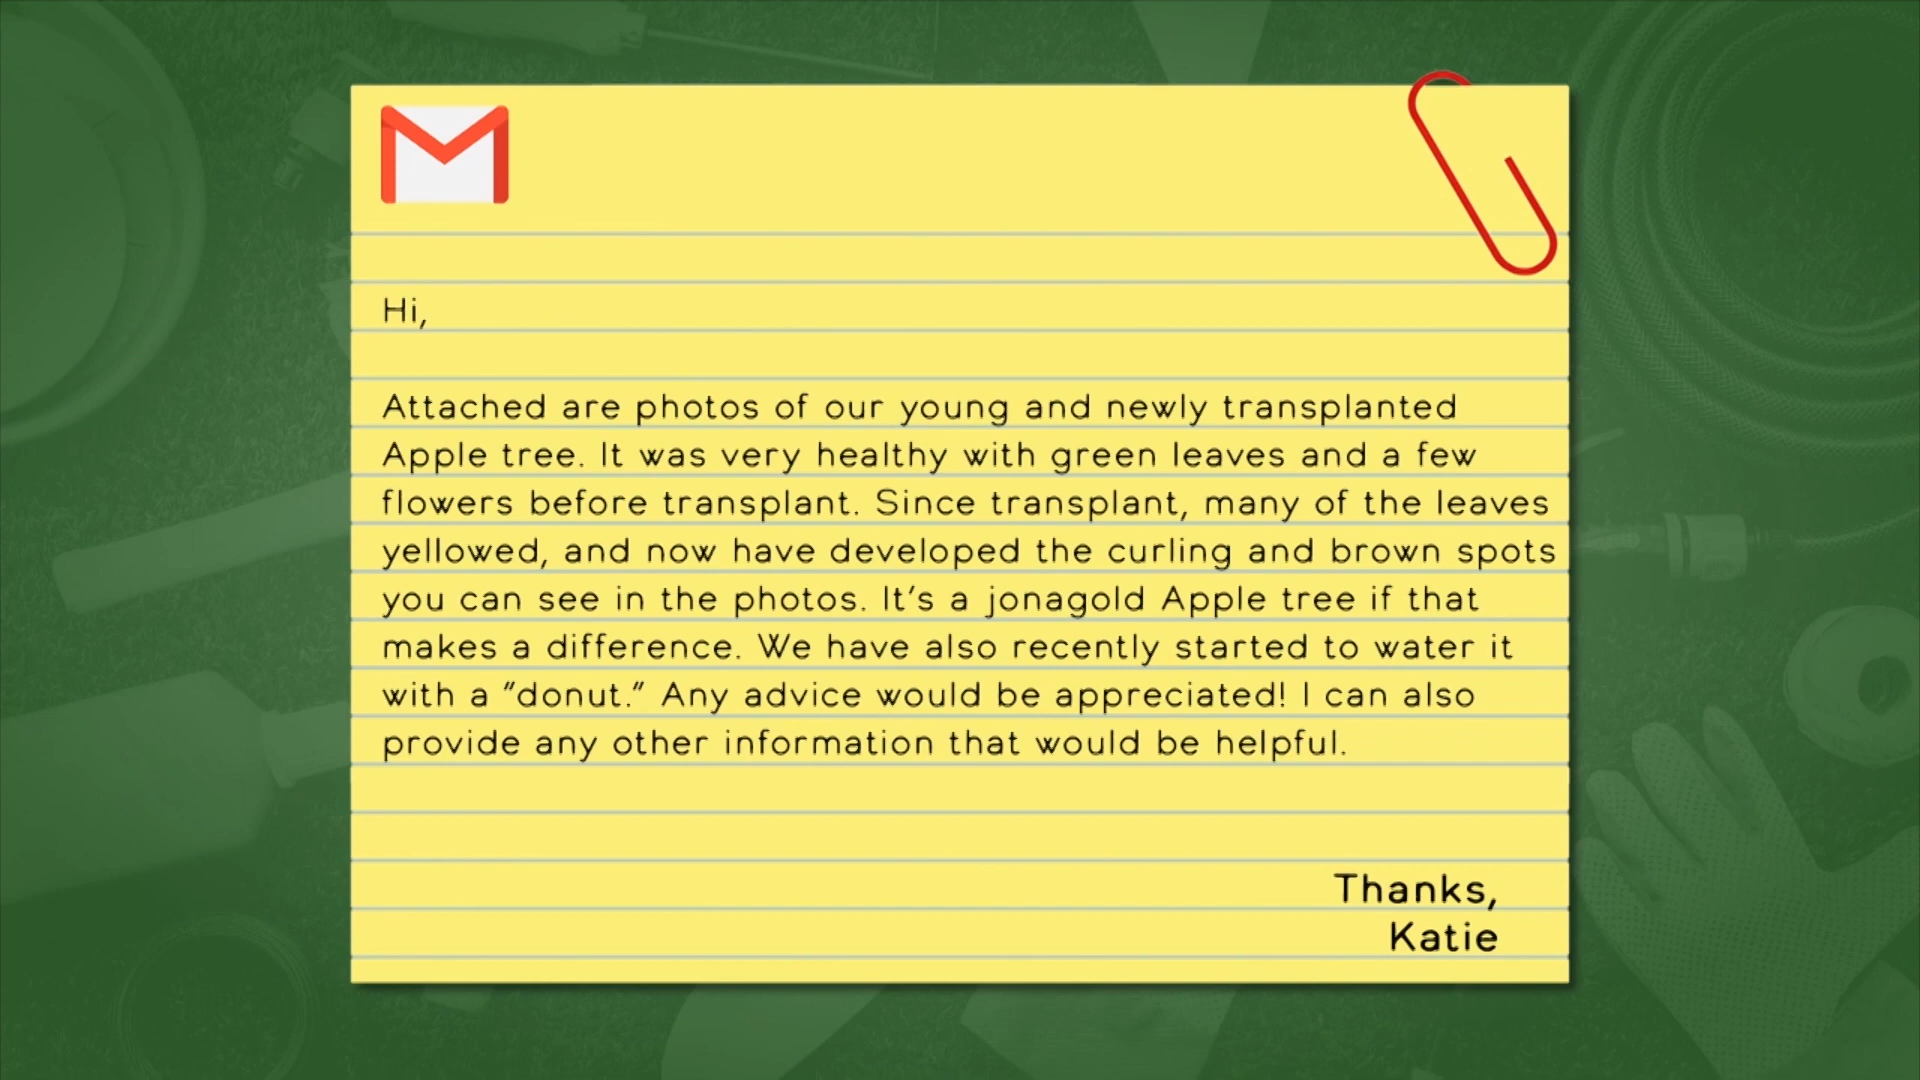 Hi,
Attached are photos of our young and newly transplanted
Apple tree. It was very healthy with green leaves and a few
flowers before transplant. Since transplant, many of the leaves
yellowed, and now have developed the curling and brown spots
you can see in the photos. It's a jonagold Apple tree if that
makes a difference. We have also recently started to water it
with a "donut." Any advice would be appreciated! I can also
provide any other information that would be helpful.
Thanks,
Katie